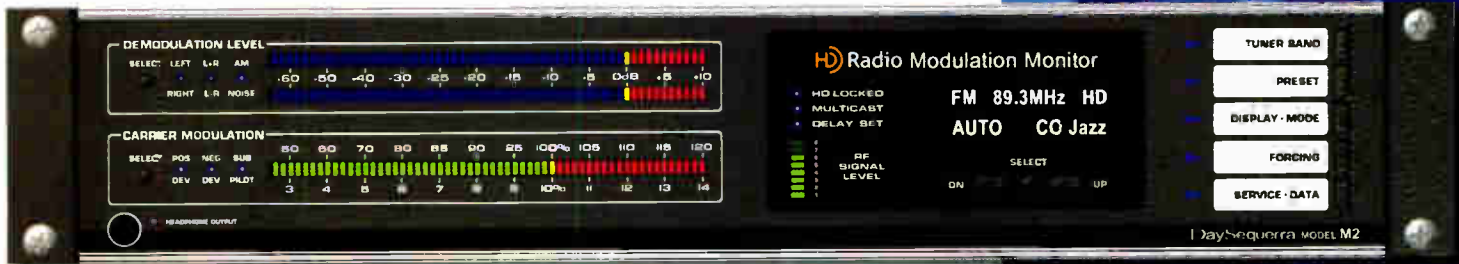 DEMODULATION LEVEL
SELECT LEFT L+R AM
-60 -50 -40 -30 -25 -20 -15 -10 -5 0dB +5 +10
RIGHT L-R NOISE
CARRIER MODULATION
SELECT POS NEG SUB
DEV DEV PILOT
50 60 70 80 85 90 95 100% 105 110 115 120
3 4 5 7 10% 11 12 13 14
HEADPHONE OUTPUT
HD Radio Modulation Monitor
HD LOCKED
MULTICAST
DELAY SET
FM 89.3MHz HD
AUTO CO Jazz
RF
SIGNAL
LEVEL
SELECT
DN UP
TUNER BAND
PRESET
DISPLAY · MODE
FORCING
SERVICE · DATA
DaySequerra MODEL M2